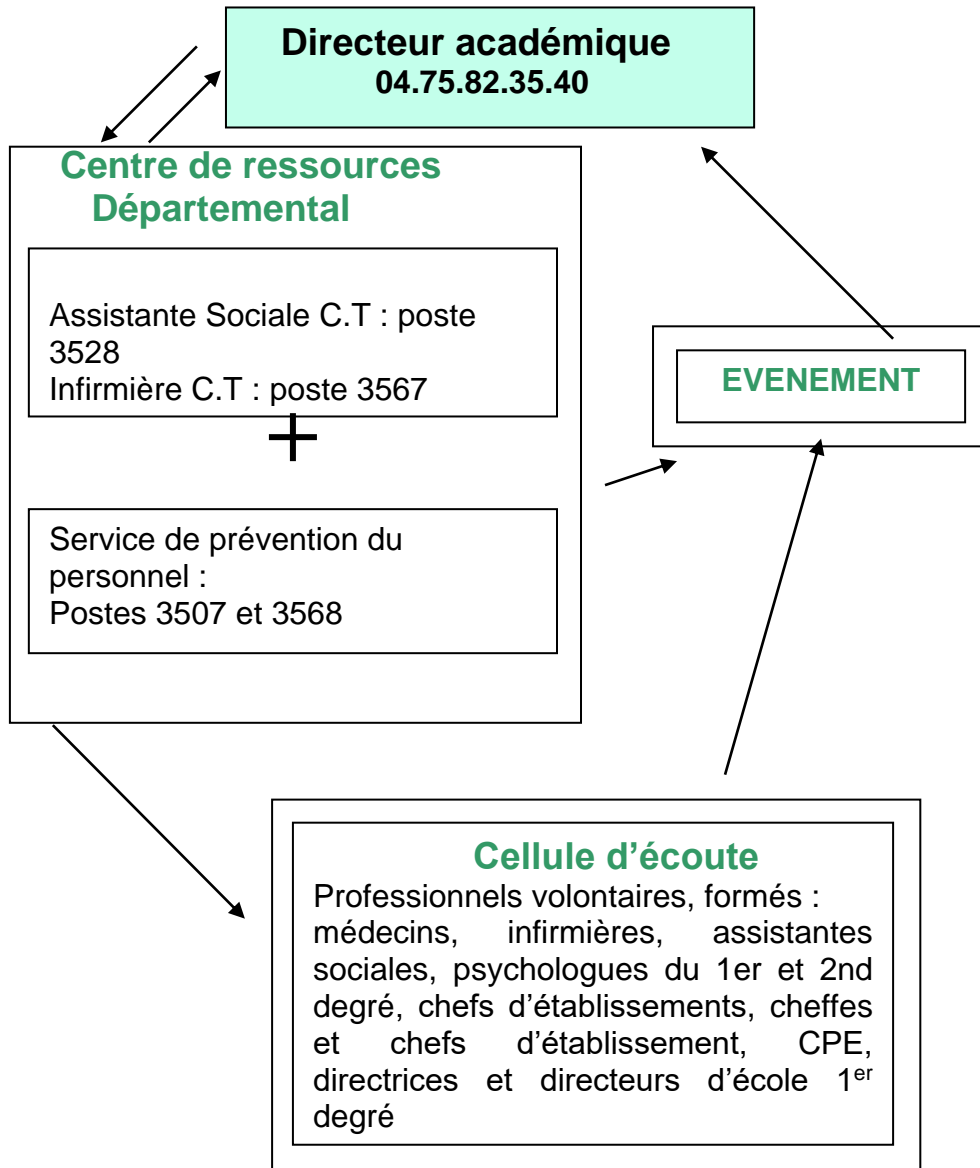 Directeur académique
04.75.82.35.40
Centre de ressources
Départemental
Assistante Sociale C.T : poste
3528
Infirmière C.T : poste 3567
+
Service de prévention du
personnel :
Postes 3507 et 3568
EVENEMENT
Cellule d’écoute
Professionnels volontaires, formés :
médecins, infirmières, assistantes
sociales, psychologues du 1er et 2nd
degré, chefs d’établissements, cheffes
et chefs d’établissement, CPE,
directrices et directeurs d’école 1er
degré